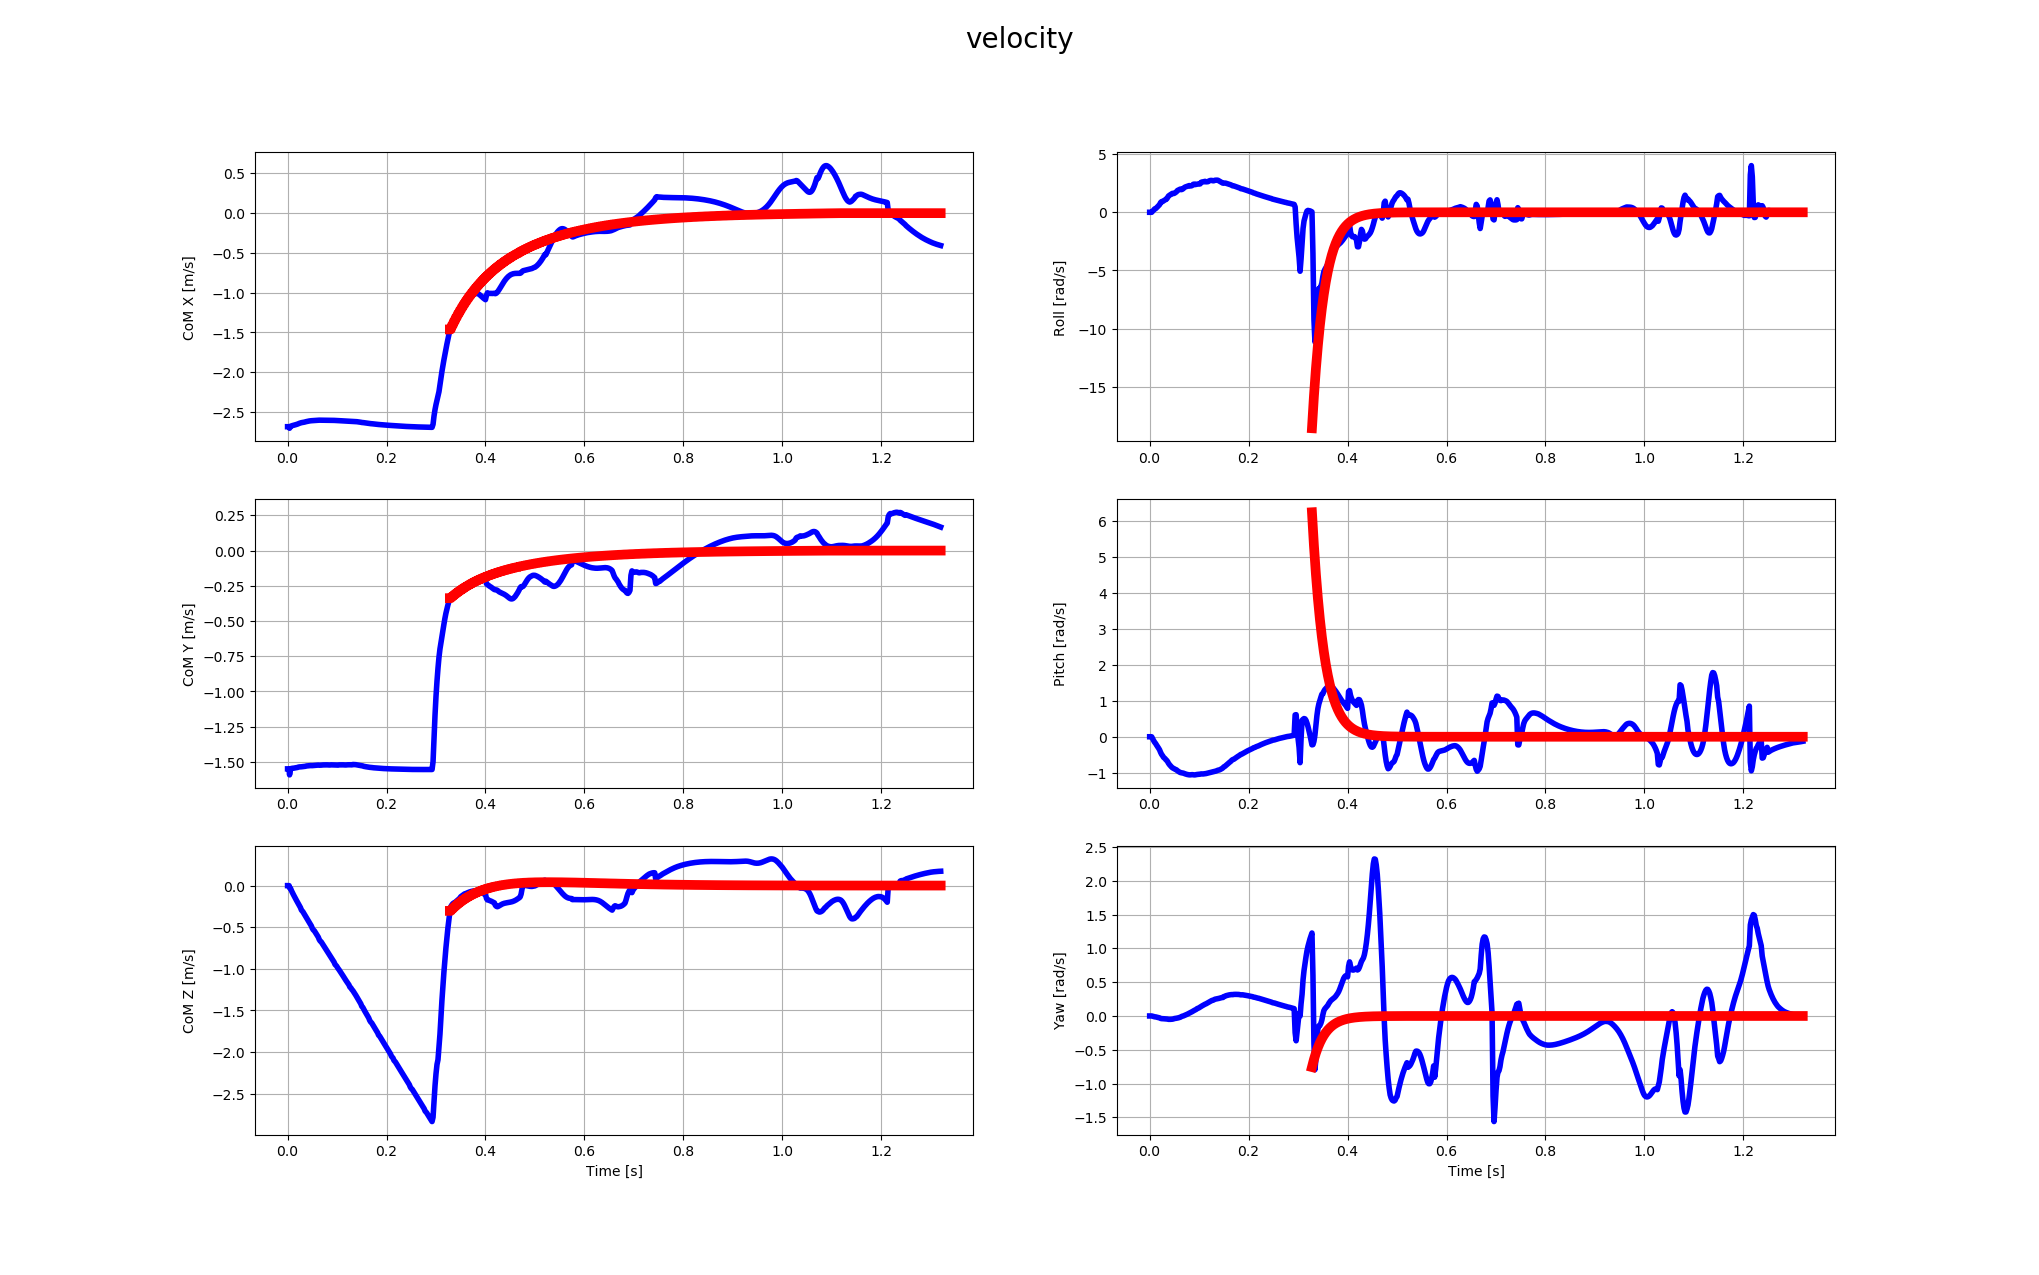 velocity
CoM X [m/s]
0.5
0.0
−0.5
−1.0
−1.5
−2.0
−2.5
0.0 0.2 0.4 0.6 0.8 1.0 1.2
Roll [rad/s]
5
0
−5
−10
−15
0.0 0.2 0.4 0.6 0.8 1.0 1.2
CoM Y [m/s]
0.25
0.00
−0.25
−0.50
−0.75
−1.00
−1.25
−1.50
0.0 0.2 0.4 0.6 0.8 1.0 1.2
Pitch [rad/s]
6
5
4
3
2
1
0
−1
0.0 0.2 0.4 0.6 0.8 1.0 1.2
CoM Z [m/s]
0.0
−0.5
−1.0
−1.5
−2.0
−2.5
0.0 0.2 0.4 0.6 0.8 1.0 1.2
Time [s]
Yaw [rad/s]
2.5
2.0
1.5
1.0
0.5
0.0
−0.5
−1.0
−1.5
0.0 0.2 0.4 0.6 0.8 1.0 1.2
Time [s]